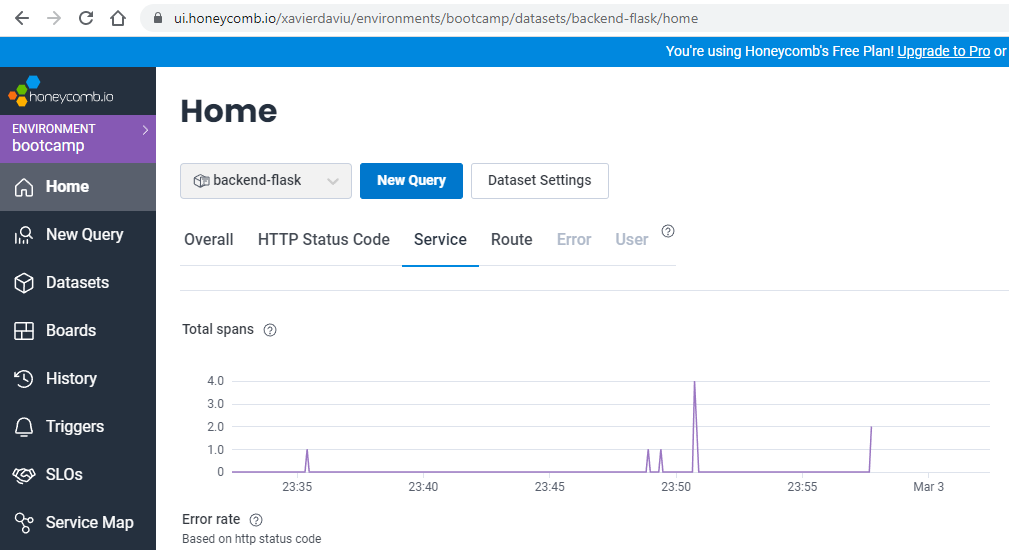 ui.honeycomb.io/xavierdaviu/environments/bootcamp/datasets/backend-flask/home
You're using Honeycomb's Free Plan! Upgrade to Pro or
honeycomb.io
ENVIRONMENT
bootcamp
Home
New Query
Datasets
Boards
History
Triggers
SLOs
Service Map
Home
backend-flask New Query Dataset Settings
Overall HTTP Status Code Service Route Error User ?
Total spans ?
4.0
3.0
2.0
1.0
0
23:35 23:40 23:45 23:50 23:55 Mar 3
Error rate ?
Based on http status code